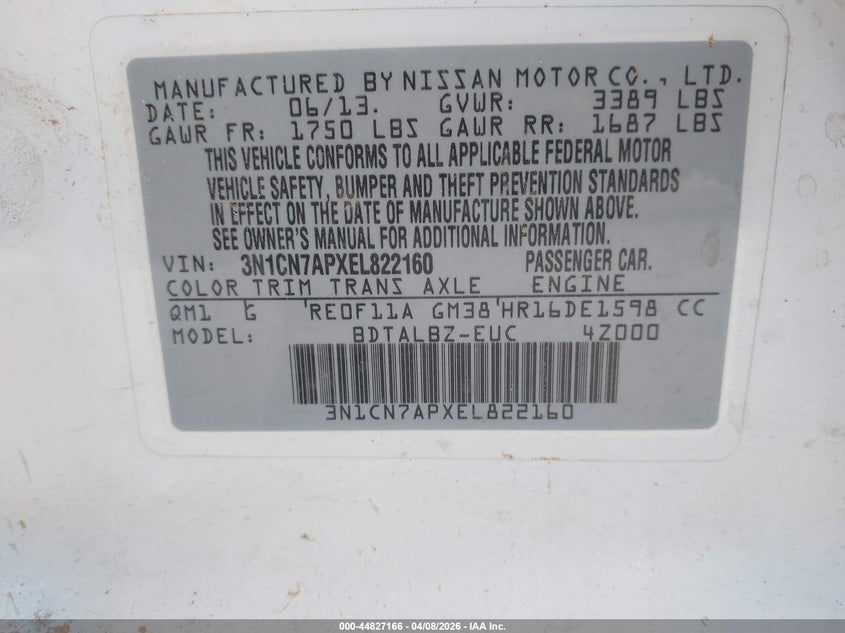 MANUFACTURED BY NISSAN MOTOR CO., LTD.
DATE: 06/13. GVWR: 3389 LBS
GAWR FR: 1750 LBS GAWR RR: 1687 LBS
THIS VEHICLE CONFORMS TO ALL APPLICABLE FEDERAL MOTOR
VEHICLE SAFETY, BUMPER AND THEFT PREVENTION STANDARDS
IN EFFECT ON THE DATE OF MANUFACTURE SHOWN ABOVE.
SEE OWNER'S MANUAL FOR ADDITIONAL INFORMATION.
VIN: 3N1CN7APXEL822160 PASSENGER CAR.
COLOR TRIM TRANS AXLE ENGINE
QM1 G 'RE0F11A GM38'HR16DE1598 CC
MODEL: BDTALBZ-EUC 4Z000
3N1CN7APXEL822160
000-44827166 - 04/08/2026 - IAA Inc.